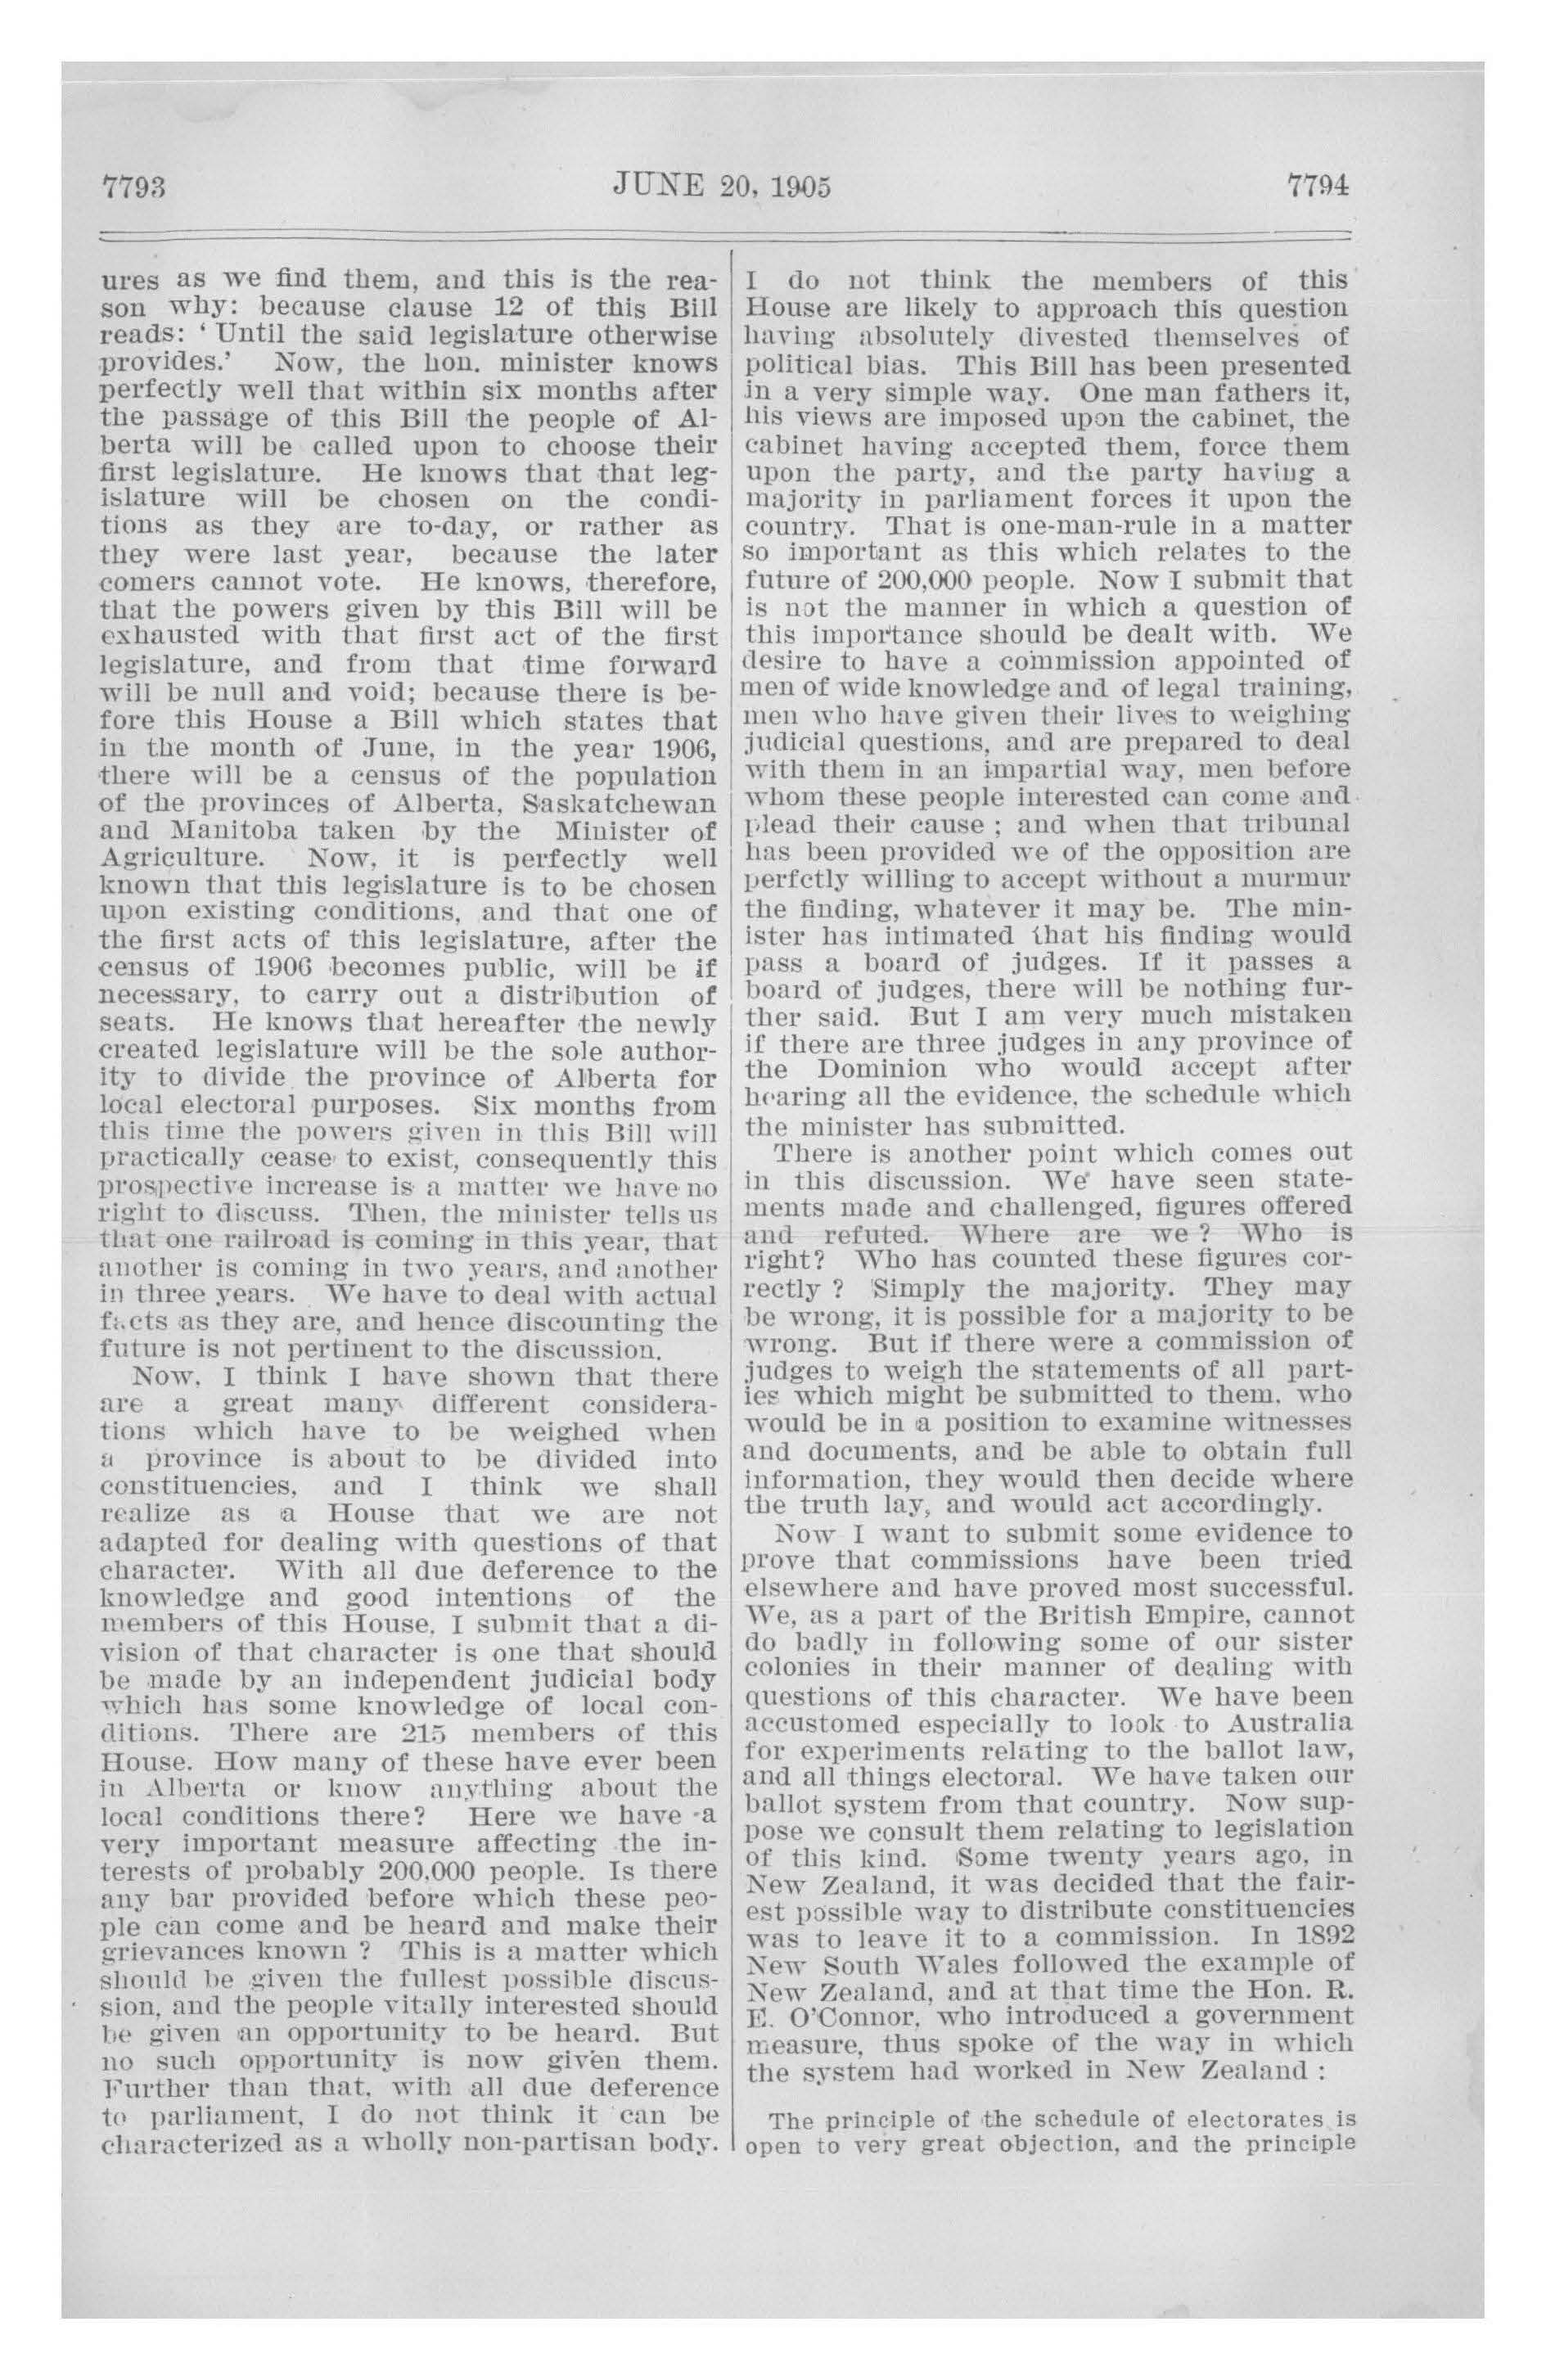 7793
JUNE 20, 1905
7794
ures as we find them, and this is the rea-
son why: because clause 12 of this Bill
reads: ‘ Until the said legislature otherwise
provides.’ Now, the hon. minister knows
perfectly well that within six months after
the passage of this Bill the people of Al-
berta will be called upon to choose their
first legislature. He knows that that leg-
islature will be chosen on the condi-
tions as they are to-day, or rather as
they were last year, because the later
comers cannot vote. He knows, therefore,
that the powers given by this Bill will be
exhausted with that first act of the first
legislature, and from that time forward
will be null and void; because there is be-
fore this House a Bill which states that
in the month of June, in the year 1906,
there will be a census of the population
of the provinces of Alberta, Saskatchewan
and Manitoba taken by the Minister of
Agriculture. Now, it is perfectly well
known that this legislature is to be chosen
upon existing conditions, and that one of
the first acts of this legislature, after the
census of 1906 becomes public, will be if
necessary, to carry out a distribution of
seats. He knows that hereafter the newly
created legislature will be the sole author-
ity to divide the province of Alberta for
local electoral purposes. Six months from
this time the powers given in this Bill will
practically cease to exist, consequently this
prospective increase is a matter we have no
right to discuss. Then, the minister tells us
that one railroad is coming in this year, that
another is coming in two years, and another
in three years. We have to deal with actual
facts as they are, and hence discounting the
future is not pertinent to the discussion.
Now, I think I have shown that there
are a great many different considera-
tions which have to be weighed when
a province is about to be divided into
constituencies, and I think we shall
realize as a House that we are not
adapted for dealing with questions of that
character. With all due deference to the
knowledge and good intentions of the
members of this House, I submit that a di-
vision of that character is one that should
be made by an independent judicial body
which has some knowledge of local con-
ditions. There are 215 members of this
House. How many of these have ever been
in Alberta or know anything about the
local conditions there? Here we have a
very important measure affecting the in-
terests of probably 200,000 people. Is there
any bar provided before which these peo-
ple can come and be heard and make their
grievances known ? This is a matter which
should be given the fullest possible discus-
sion, and the people vitally interested should
be given an opportunity to be heard. But
no such opportunity is now given them.
Further than that, with all due deference
to parliament, I do not think it can be
characterized as a wholly non-partisan body.
I do not think the members of this
House are likely to approach this question
having absolutely divested themselves of
political bias. This Bill has been presented
in a very simple way. One man fathers it,
his views are imposed upon the cabinet, the
cabinet having accepted them, force them
upon the party, and the party having a
majority in parliament forces it upon the
country. That is one-man-rule in a matter
so important as this which relates to the
future of 200,000 people. Now I submit that
is not the manner in which a question of
this importance should be dealt with. We
desire to have a commission appointed of
men of wide knowledge and of legal training,
men who have given their lives to weighing
judicial questions, and are prepared to deal
with them in an impartial way, men before
whom these people interested can come and
plead their cause ; and when that tribunal
has been provided we of the opposition are
perfctly willing to accept without a murmur
the finding, whatever it may be. The min-
ister has intimated that his finding would
pass a board of judges. If it passes a
board of judges, there will be nothing fur-
ther said. But I am very much mistaken
if there are three judges in any province of
the Dominion who would accept after
hearing all the evidence, the schedule which
the minister has submitted.
There is another point which comes out
in this discussion. We have seen state-
ments made and challenged, figures offered
and refuted. Where are we ? Who is
right? Who has counted these figures cor-
rectly ? Simply the majority. They may
be wrong, it is possible for a majority to be
wrong. But if there were a commission of
judges to weigh the statements of all part-
ies which might be submitted to them, who
would be in a position to examine witnesses
and documents, and be able to obtain full
information, they would then decide where
the truth lay, and would act accordingly.
Now I want to submit some evidence to
prove that commissions have been tried
elsewhere and have proved most successful.
We, as a part of the British Empire, cannot
do badly in following some of our sister
colonies in their manner of dealing with
questions of this character. We have been
accustomed especially to look to Australia
for experiments relating to the ballot law,
and all things electoral. We have taken our
ballot system from that country. Now sup-
pose we consult them relating to legislation
of this kind. Some twenty years ago, in
New Zealand, it was decided that the fair-
est possible way to distribute constituencies
was to leave it to a commission. In 1892
New South Wales followed the example of
New Zealand, and at that time the Hon. R.
E. O’Connor, who introduced a government
measure, thus spoke of the way in which
the system had worked in New Zealand :
The principle of the schedule of electorates is
open to very great objection, and the principle